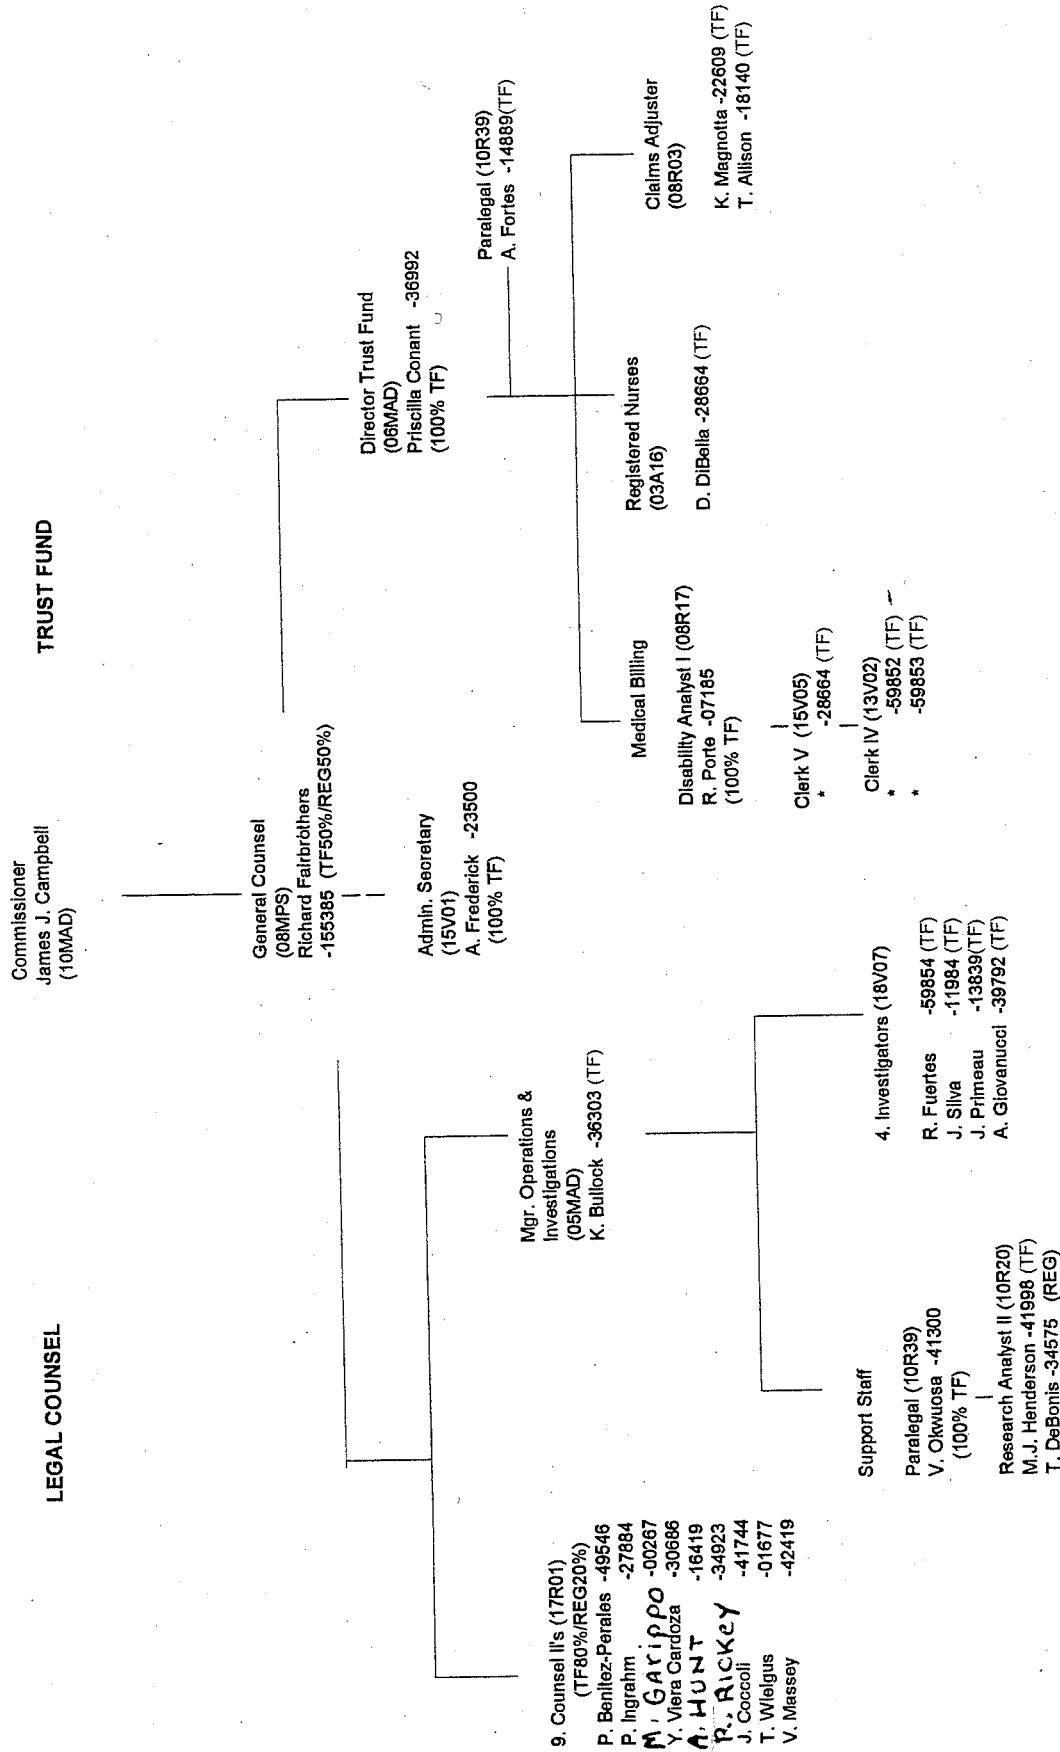 LEGAL COUNSEL
TRUST FUND
Commissioner
James J. Campbell
(10MAD)
General Counsel
(08MPS)
Richard Fairbrothers
-155385 (TF50%/REG50%)
Admin. Secretary
(15V01)
A. Frederick -23500
(100% TF)
9. Counsel II's (17R01)
(TF80%/REG20%)
P. Benitez-Perales -49546
P. Ingrahm -27884
M. GARIPPO -00267
Y. Viera Cardoza -30686
A. HUNT -16419
R. RICKEY -34923
J. Coccoli -41744
T. Wielgus -01677
V. Massey -42419
Mgr. Operations &
Investigations
(05MAD)
K. Bullock -36303 (TF)
Support Staff
Paralegal (10R39)
V. Okwuosa -41300
(100% TF)
Research Analyst II (10R20)
M.J. Henderson -41998 (TF)
T. DeBonis -34575 (REG)
4. Investigators (18V07)
R. Fuertes -59854 (TF)
J. Silva -11984 (TF)
J. Primeau -13839(TF)
A. Giovanucci -39792 (TF)
Director Trust Fund
(06MAD)
Priscilla Conant -36992
(100% TF)
Paralegal (10R39)
A. Fortes -14889(TF)
Medical Billing
Disability Analyst I (08R17)
R. Porte -07185
(100% TF)
Clerk V (15V05)
* -28664 (TF)
Clerk IV (13V02)
* -59852 (TF) –
* -59853 (TF)
Registered Nurses
(03A16)
D. DiBella -28664 (TF)
Claims Adjuster
(08R03)
K. Magnotta -22609 (TF)
T. Allison -18140 (TF)